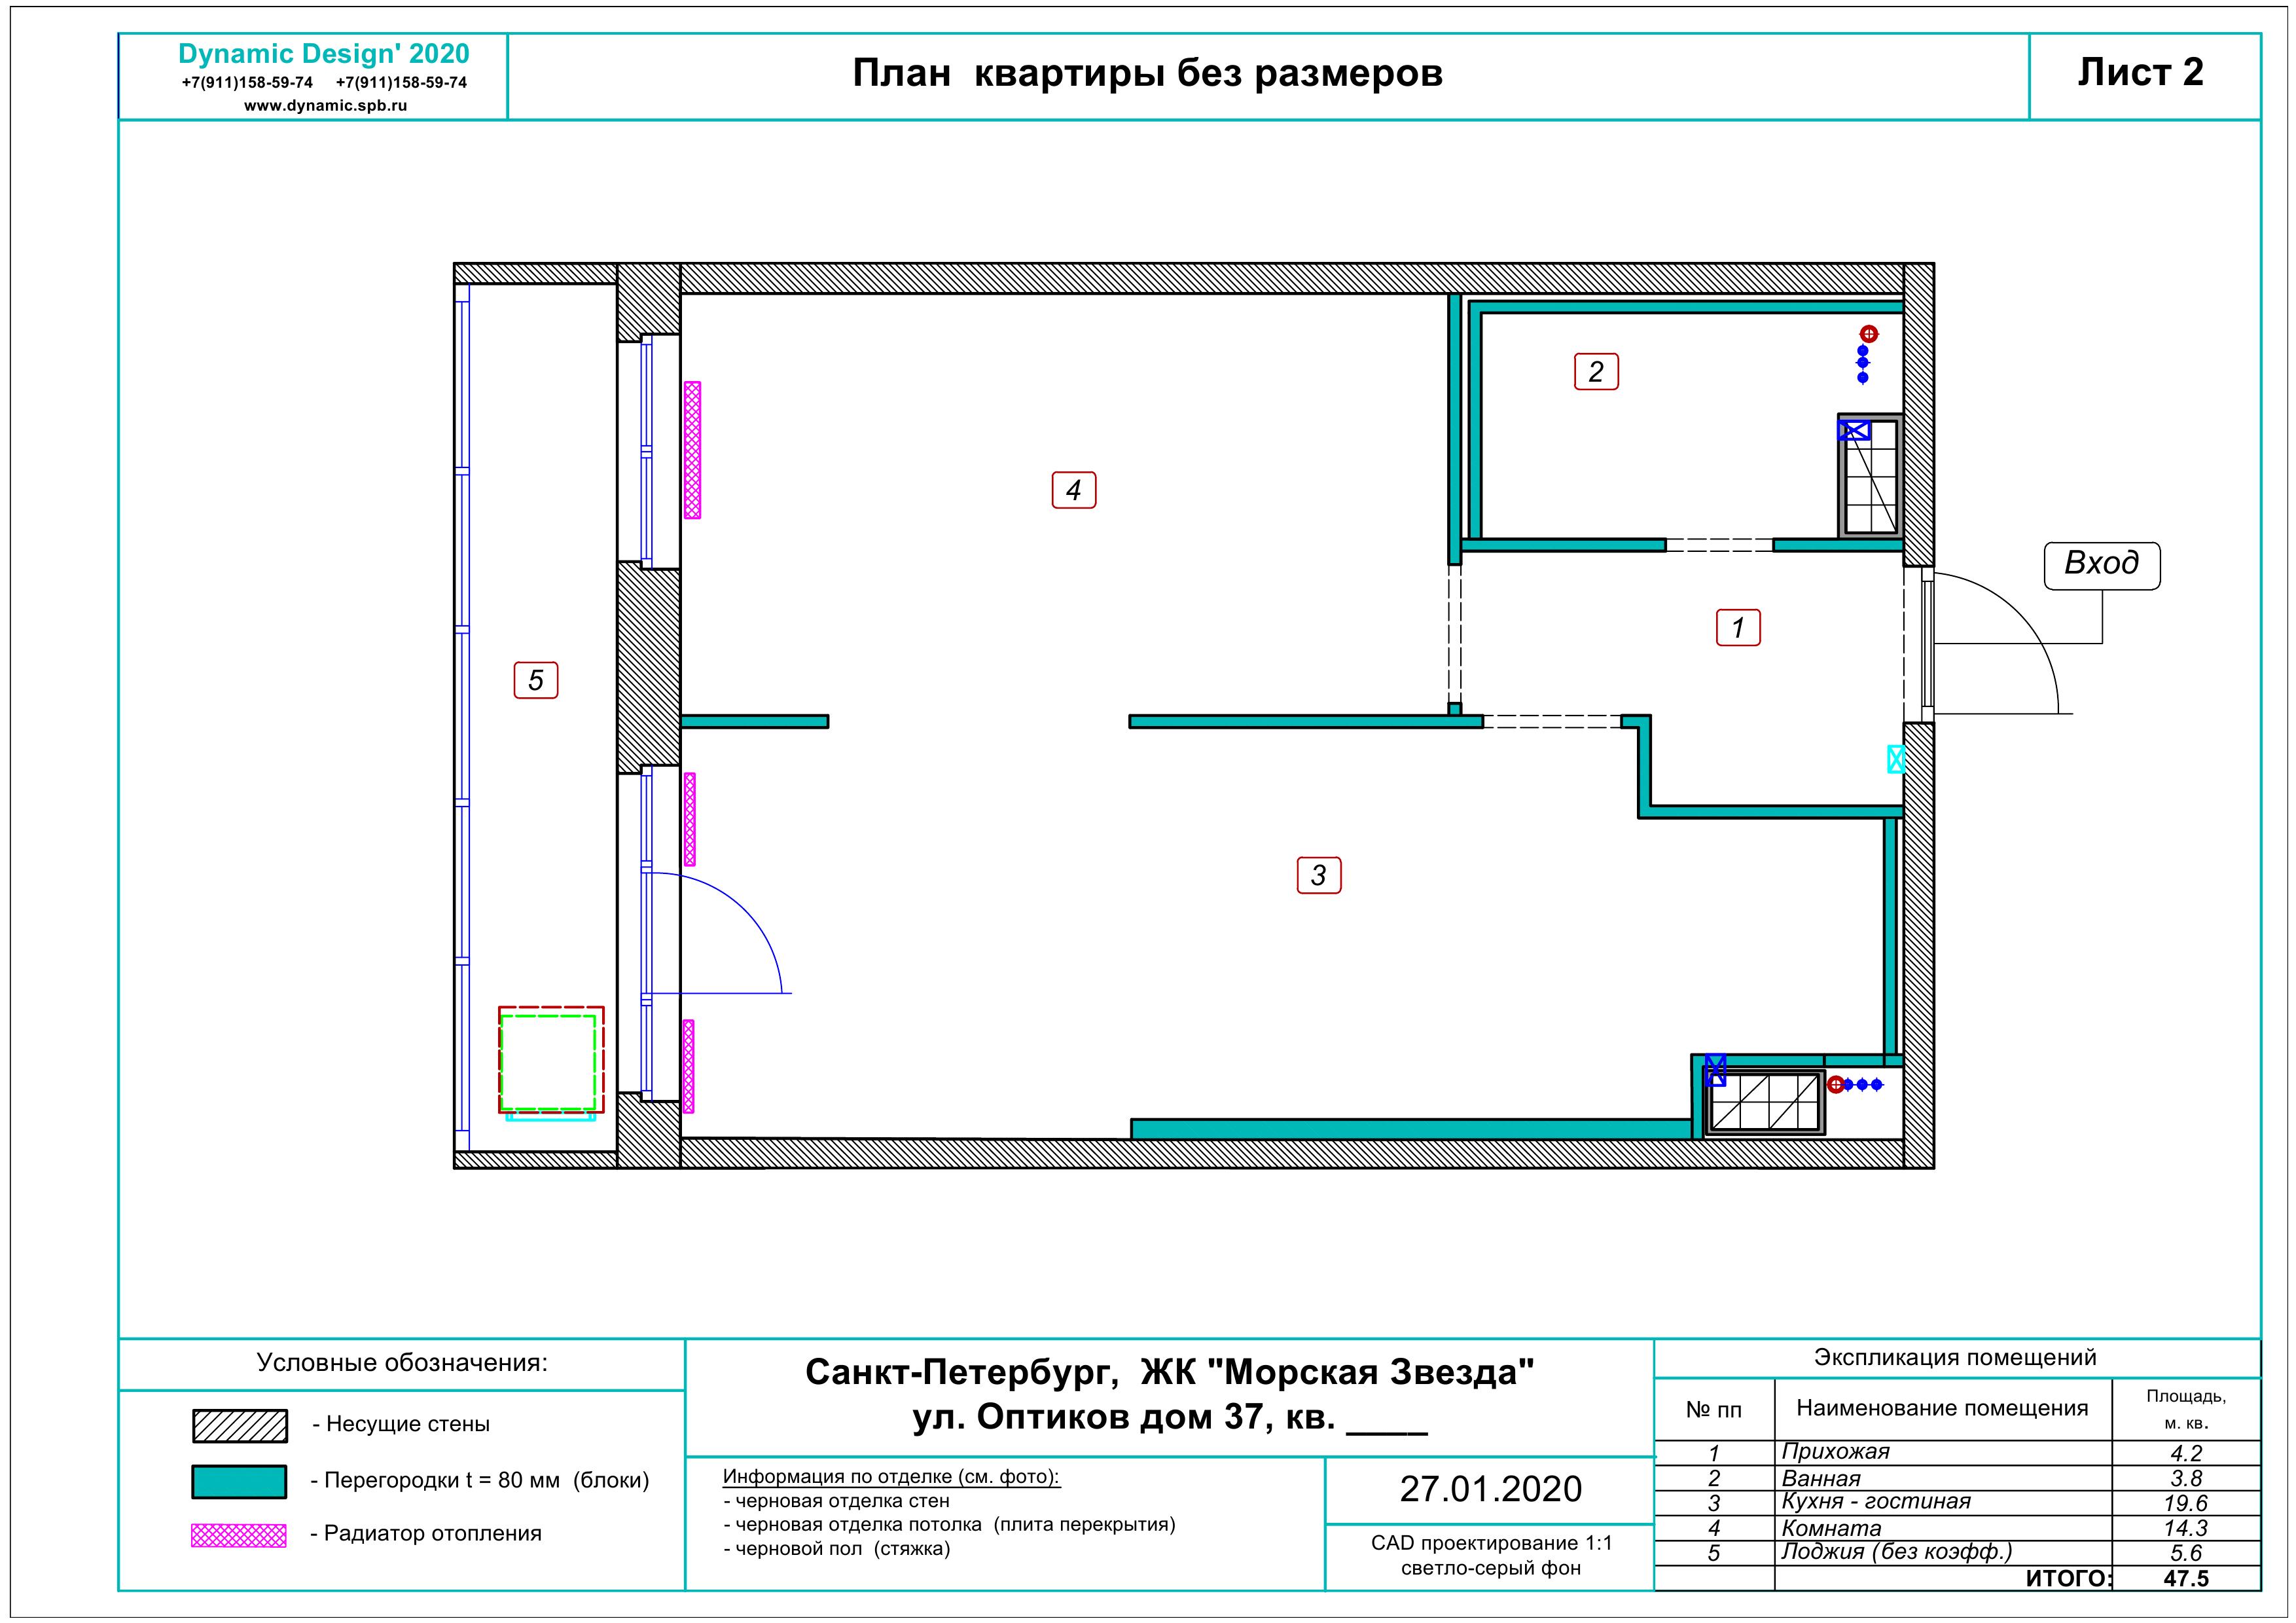 Dynamic Design' 2020
+7(911)158-59-74 +7(911)158-59-74
www.dynamic.spb.ru
План квартиры без размеров
Лист 2
2
4
Вход
1
5
3
Условные обозначения:
- Несущие стены
- Перегородки t = 80 мм (блоки)
- Радиатор отопления
Санкт-Петербург, ЖК "Морская Звезда"
ул. Оптиков дом 37, кв. ____
Информация по отделке (см. фото):
- черновая отделка стен
- черновая отделка потолка (плита перекрытия)
- черновой пол (стяжка)
27.01.2020
CAD проектирование 1:1
светло-серый фон
Экспликация помещений
№ пп Наименование помещения Площадь,
м. кв.
1 Прихожая 4.2
2 Ванная 3.8
3 Кухня - гостиная 19.6
4 Комната 14.3
5 Лоджия (без коэфф.) 5.6
ИТОГО: 47.5